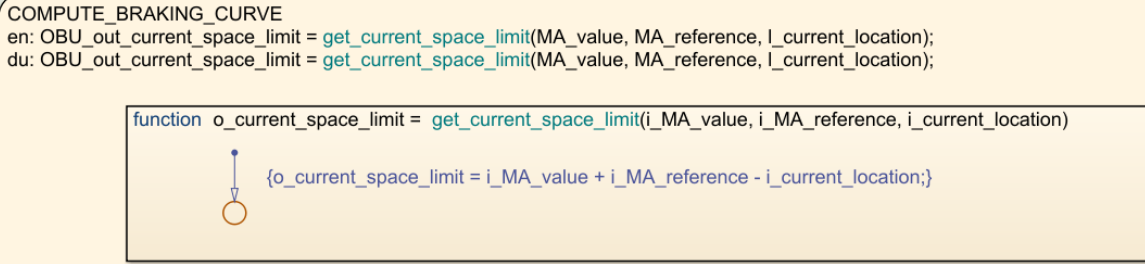 COMPUTE_BRAKING_CURVE
en: OBU_out_current_space_limit = get_current_space_limit(MA_value, MA_reference, I_current_location);
du: OBU_out_current_space_limit = get_current_space_limit(MA_value, MA_reference, I_current_location);
function o_current_space_limit = get_current_space_limit(i_MA_value, i_MA_reference, i_current_location)
{o_current_space_limit = i_MA_value + i_MA_reference - i_current_location;}